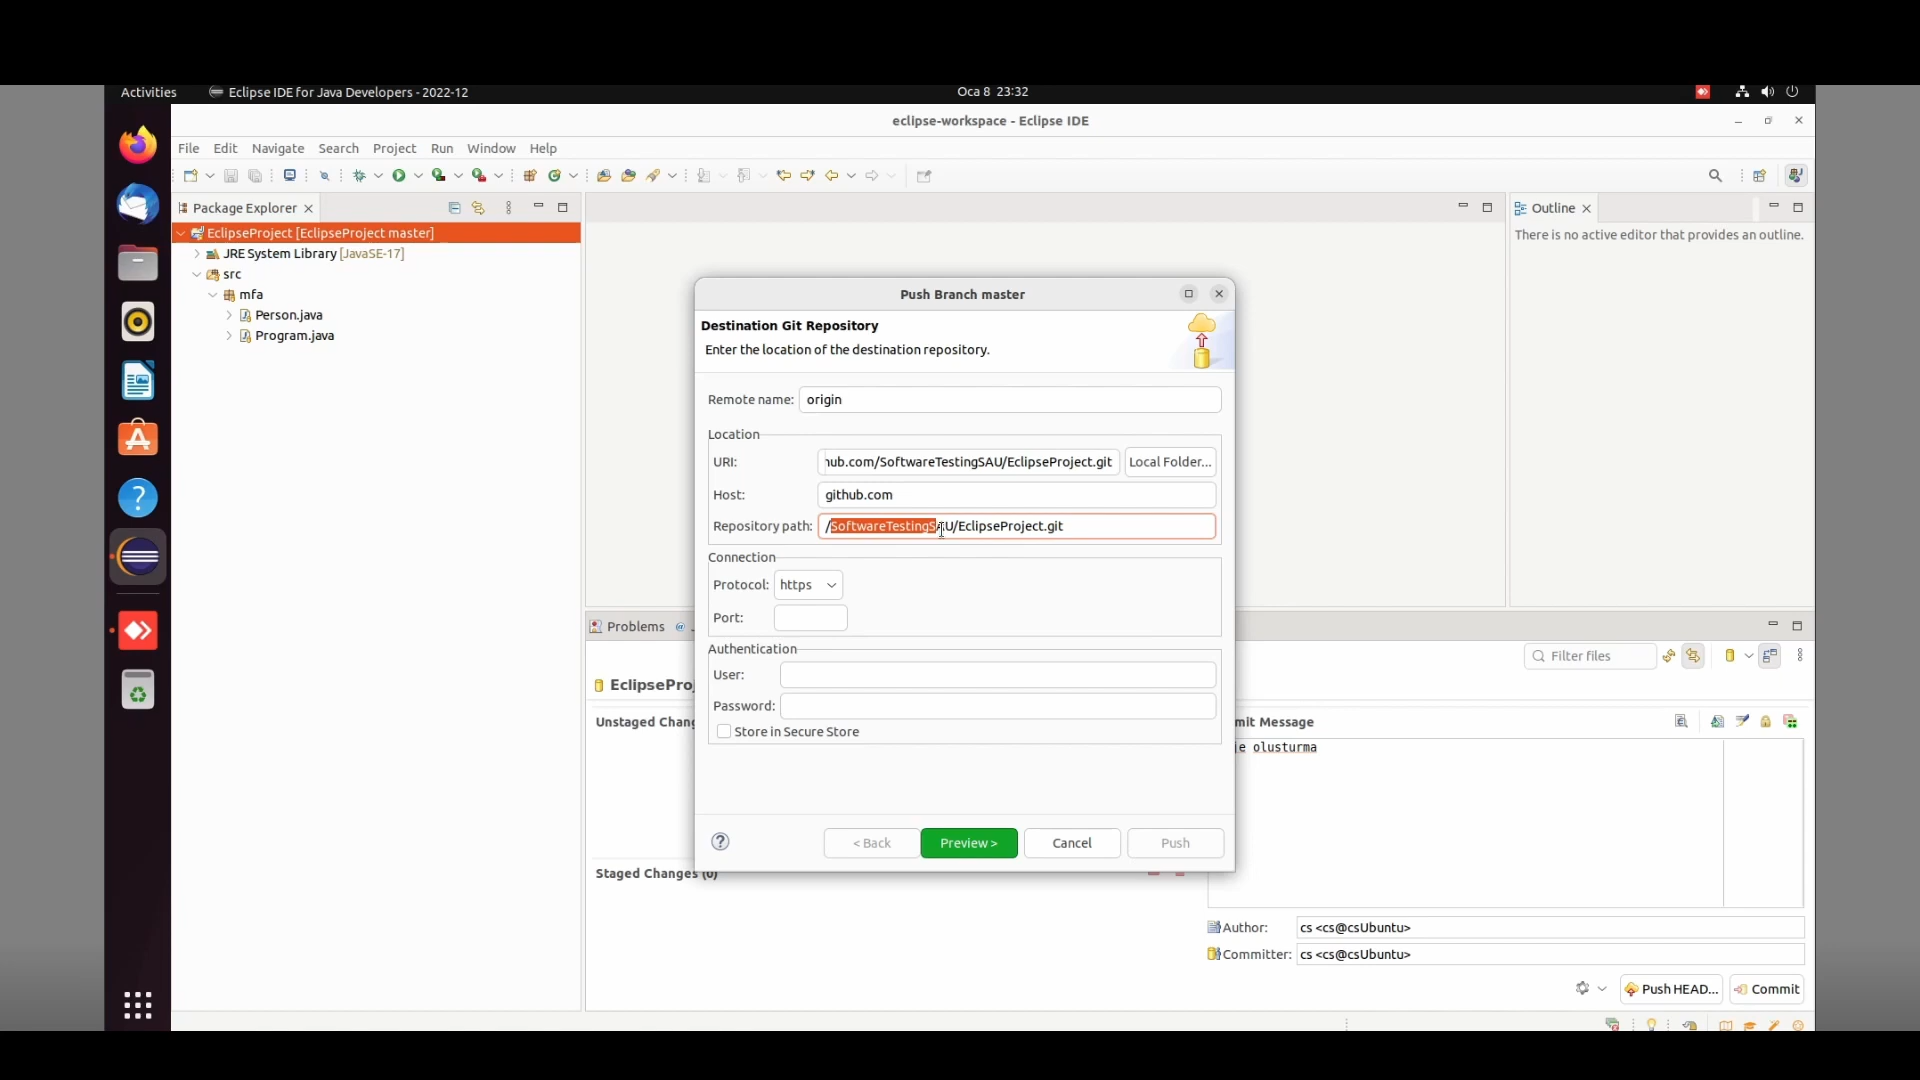 Activities
Eclipse IDE for Java Developers - 2022-12
Oca 8 23:32
eclipse-workspace - Eclipse IDE
File Edit Navigate Search Project Run Window Help
Package Explorer
Outline
EclipseProject [EclipseProject master]
There is no active editor that provides an outline.
JRE System Library [JavaSE-17]
src
mfa
Person.java
Program.java
Push Branch master
Destination Git Repository
Enter the location of the destination repository.
Remote name: origin
Location
URI: hub.com/SoftwareTestingSAU/EclipseProject.git Local Folder...
Host: github.com
Repository path: /SoftwareTestingSAU/EclipseProject.git
Connection
Protocol: https
Port:
Authentication
User:
Password:
Store in Secure Store
< Back Preview > Cancel Push
Problems
Filter files
EclipseProj
Unstaged Chang
mit Message
je olusturma
Staged Changes (0)
Author: cs <cs@csUbuntu>
Committer: cs <cs@csUbuntu>
Push HEAD... Commit